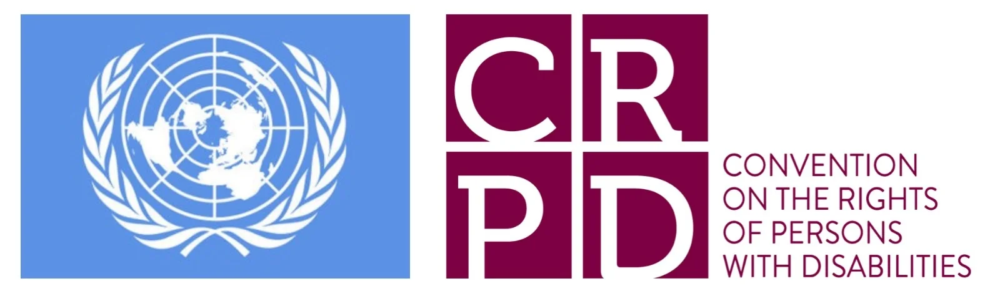 CR
PD
CONVENTION
ON THE RIGHTS
OF PERSONS
WITH DISABILITIES